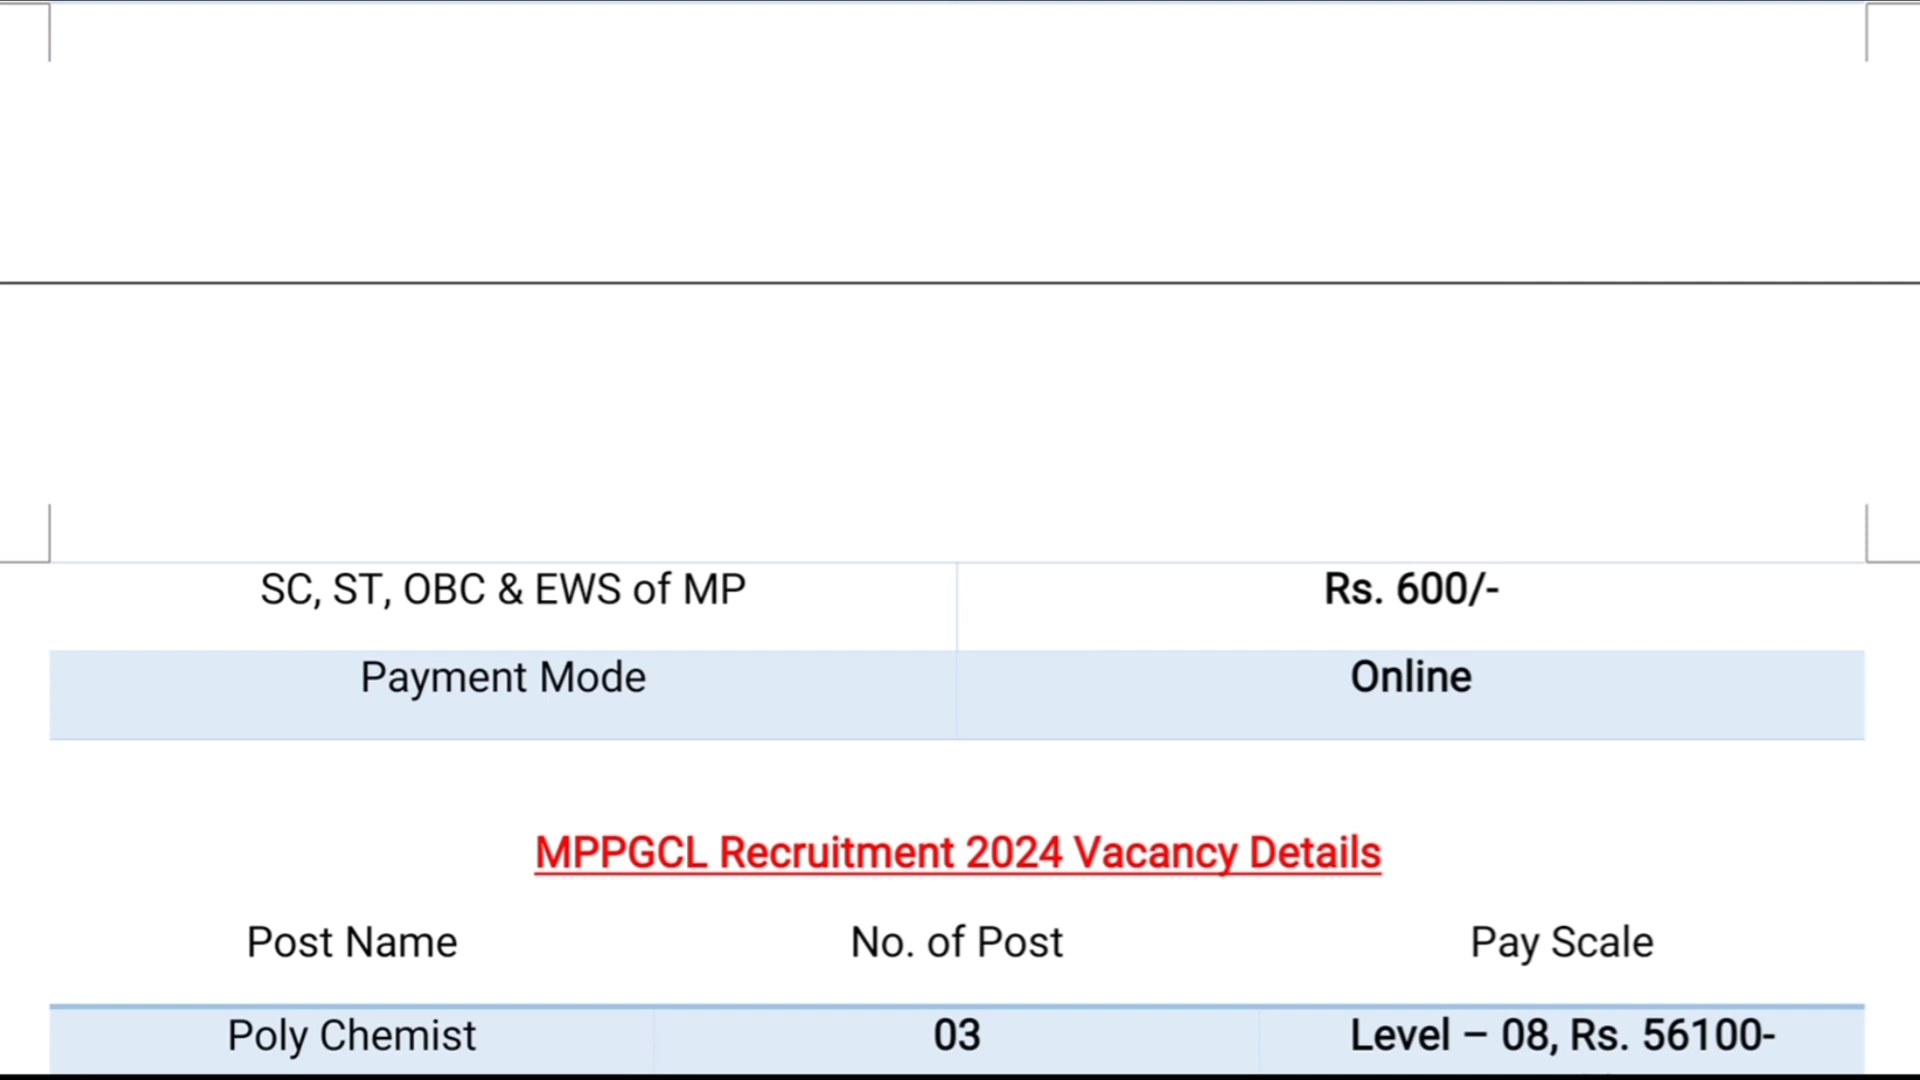 SC, ST, OBC & EWS of MP Rs. 600/-
Payment Mode Online
MPPGCL Recruitment 2024 Vacancy Details
Post Name No. of Post Pay Scale
Poly Chemist 03 Level – 08, Rs. 56100-